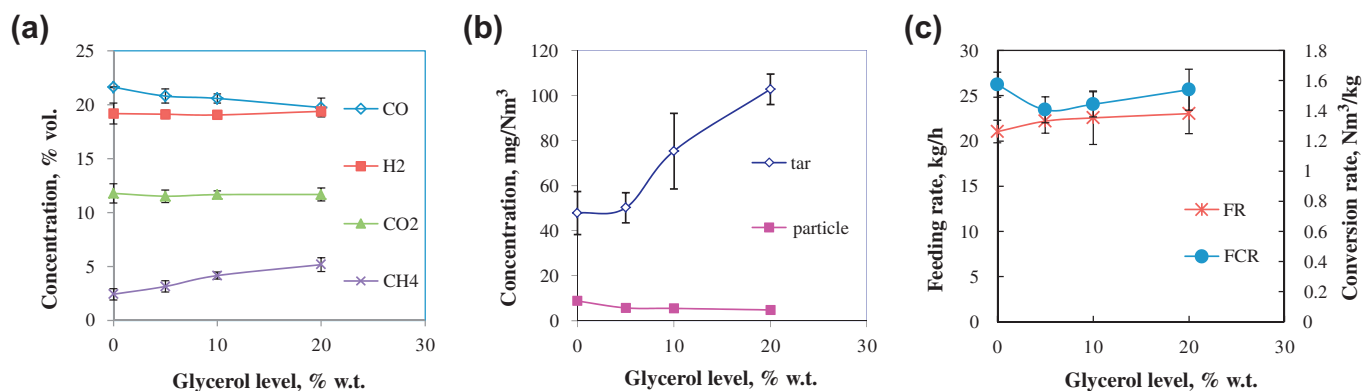 (a)
25
20
15
10
5
0
0 10 20 30
Concentration, % vol.
Glycerol level, % w.t.
CO
H2
CO2
CH4
(b)
120
100
80
60
40
20
0
0 10 20 30
Concentration, mg/Nm³
Glycerol level, % w.t.
tar
particle
(c)
30
25
20
15
10
5
0
0 10 20 30
Feeding rate, kg/h
Glycerol level, % w.t.
FR
FCR
1.8
1.6
1.4
1.2
1
0.8
0.6
0.4
0.2
0
Conversion rate, Nm³/kg